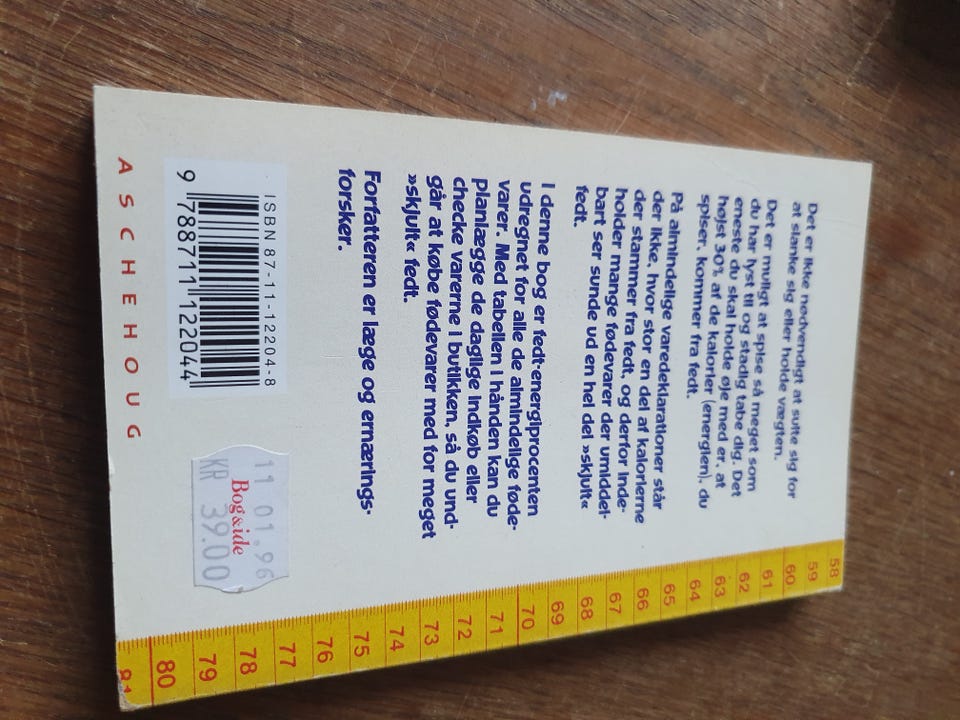 Det er ikke nødvendigt at sulte sig for
at slanke sig eller holde vægten.
Det er muligt at spise så meget som
du har lyst til og stadig tabe dig. Det
eneste du skal holde øje med er, at
højst 30% af de kalorier (energien), du
spiser, kommer fra fedt.
På almindelige varedeklarationer står
der ikke, hvor stor en del af kalorierne
der stammer fra fedt, og derfor inde-
holder mange fødevarer der umiddel-
bart ser sunde ud en hel del »skjult«
fedt.
I denne bog er fedt-energiprocenten
udregnet for alle de almindelige føde-
varer. Med tabellen i hånden kan du
planlægge de daglige indkøb eller
checke varerne i butikken, så du und-
går at købe fødevarer med for meget
»skjult« fedt.
Forfatteren er læge og ernærings-
forsker.
ISBN 87-11-12204-8
9 788711 122044
11 01.96
Bog & ide
KR 39.00
ASCHEHOUG
58
59
60
61
62
63
64
65
66
67
68
69
70
71
72
73
74
75
76
77
78
79
80
81